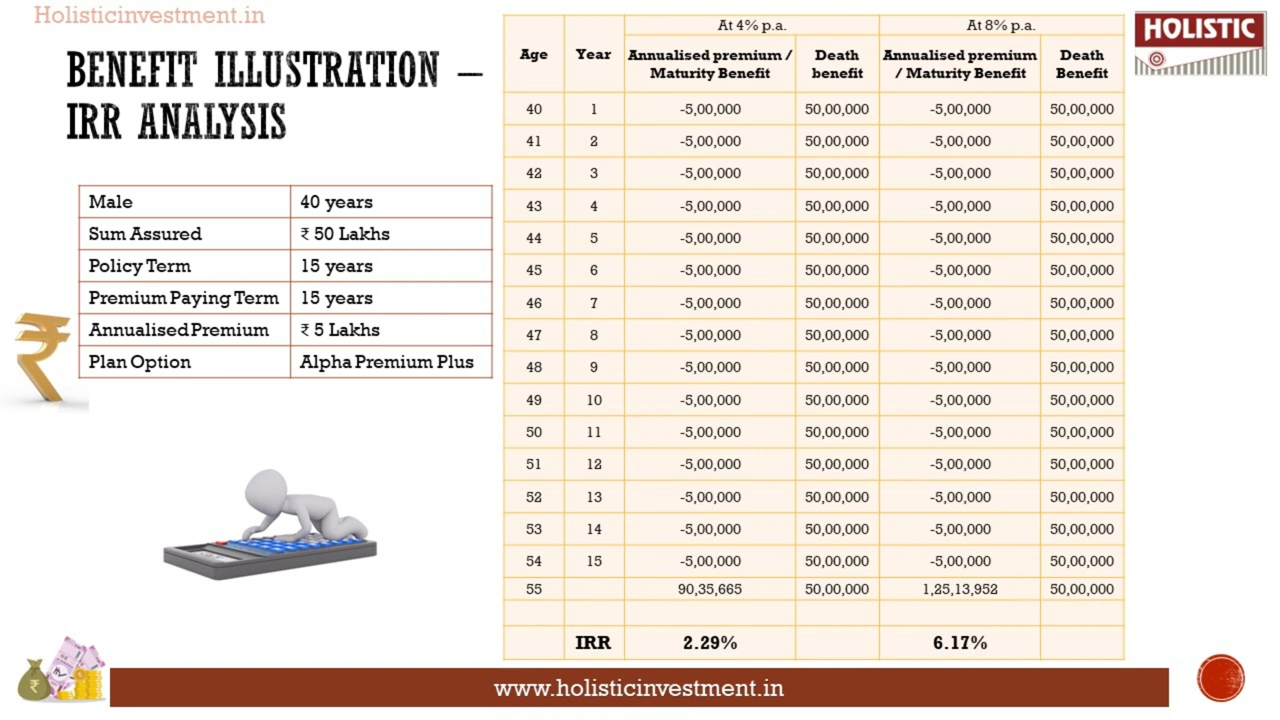 Holisticinvestment.in
BENEFIT ILLUSTRATION –
IRR ANALYSIS
HOLISTIC
Male 40 years
Sum Assured ₹ 50 Lakhs
Policy Term 15 years
Premium Paying Term 15 years
Annualised Premium ₹ 5 Lakhs
Plan Option Alpha Premium Plus
At 4% p.a. At 8% p.a.
Age Year Annualised premium / Maturity Benefit Death benefit Annualised premium / Maturity Benefit Death Benefit
40 1 -5,00,000 50,00,000 -5,00,000 50,00,000
41 2 -5,00,000 50,00,000 -5,00,000 50,00,000
42 3 -5,00,000 50,00,000 -5,00,000 50,00,000
43 4 -5,00,000 50,00,000 -5,00,000 50,00,000
44 5 -5,00,000 50,00,000 -5,00,000 50,00,000
45 6 -5,00,000 50,00,000 -5,00,000 50,00,000
46 7 -5,00,000 50,00,000 -5,00,000 50,00,000
47 8 -5,00,000 50,00,000 -5,00,000 50,00,000
48 9 -5,00,000 50,00,000 -5,00,000 50,00,000
49 10 -5,00,000 50,00,000 -5,00,000 50,00,000
50 11 -5,00,000 50,00,000 -5,00,000 50,00,000
51 12 -5,00,000 50,00,000 -5,00,000 50,00,000
52 13 -5,00,000 50,00,000 -5,00,000 50,00,000
53 14 -5,00,000 50,00,000 -5,00,000 50,00,000
54 15 -5,00,000 50,00,000 -5,00,000 50,00,000
55 90,35,665 50,00,000 1,25,13,952 50,00,000
IRR 2.29% 6.17%
www.holisticinvestment.in